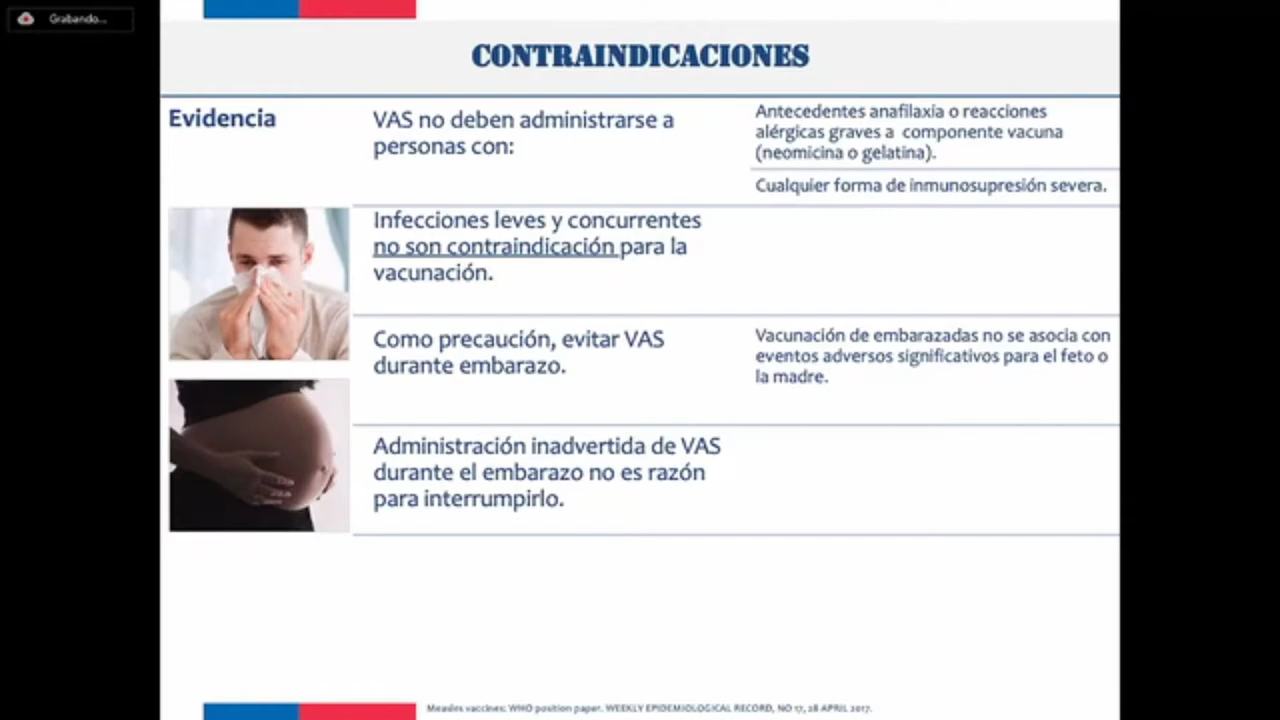 Grabando...
CONTRAINDICACIONES
Evidencia
VAS no deben administrarse a
personas con:
Antecedentes anafilaxia o reacciones
alérgicas graves a componente vacuna
(neomicina o gelatina).
Cualquier forma de inmunosupresión severa.
Infecciones leves y concurrentes
no son contraindicación para la
vacunación.
Como precaución, evitar VAS
durante embarazo.
Vacunación de embarazadas no se asocia con
eventos adversos significativos para el feto o
la madre.
Administración inadvertida de VAS
durante el embarazo no es razón
para interrumpirlo.
Measles vaccines: WHO position paper. WEEKLY EPIDEMIOLOGICAL RECORD, NO 17, 28 APRIL 2017.